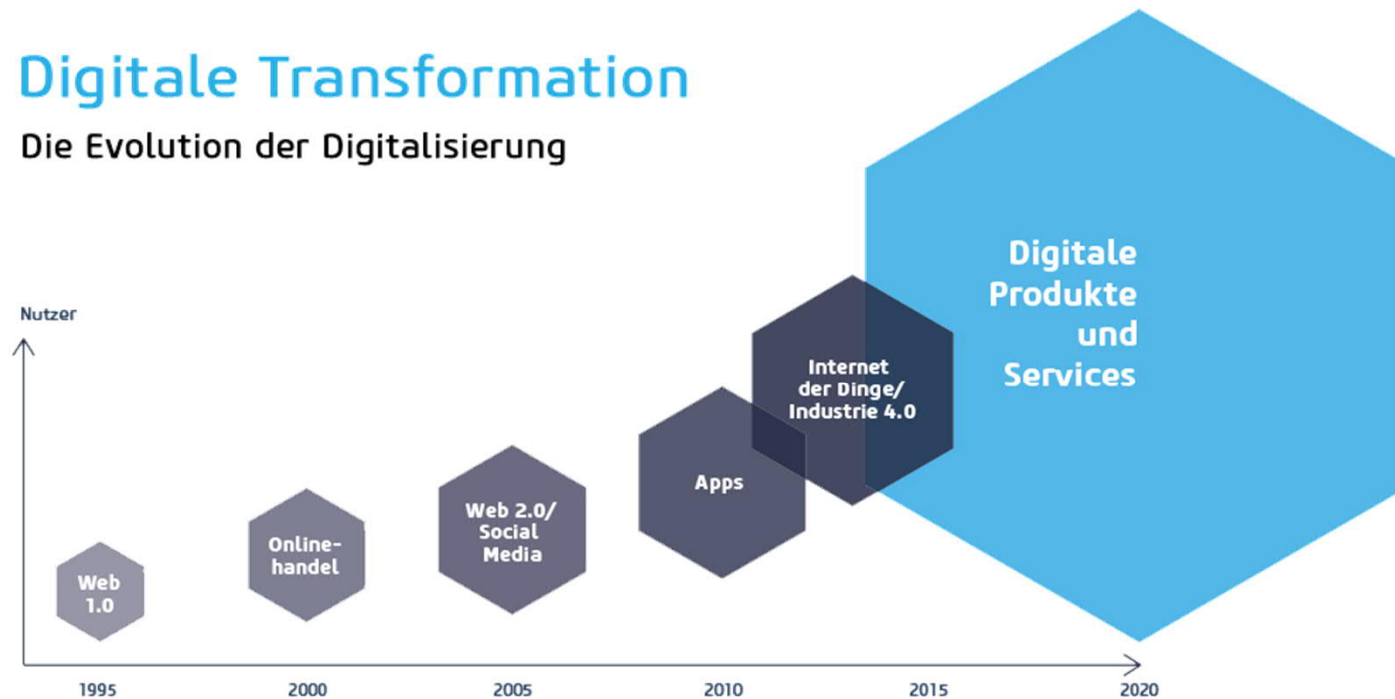 Digitale Transformation
Die Evolution der Digitalisierung
Nutzer
Web
1.0
Online-
handel
Web 2.0/
Social
Media
Apps
Internet
der Dinge/
Industrie 4.0
Digitale
Produkte
und
Services
1995
2000
2005
2010
2015
2020